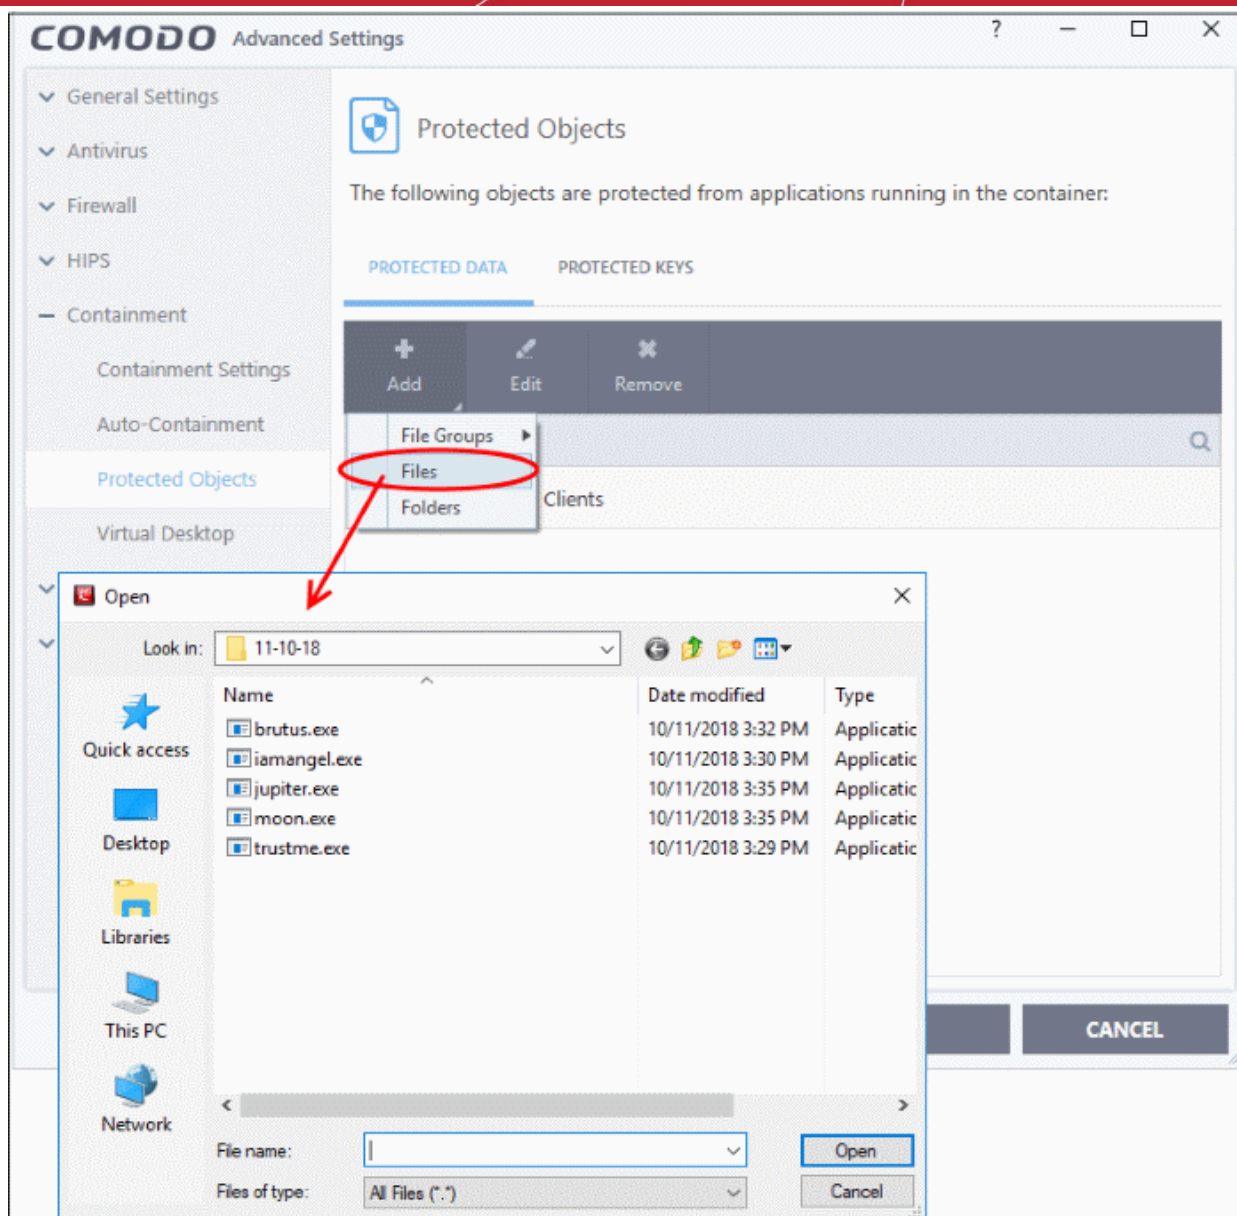 COMODO Advanced Settings
General Settings
Antivirus
Firewall
HIPS
Containment
Containment Settings
Auto-Containment
Protected Objects
Virtual Desktop
Protected Objects
The following objects are protected from applications running in the container:
PROTECTED DATA PROTECTED KEYS
Add Edit Remove
File Groups
Files
Folders
Clients
Open
Look in: 11-10-18
Name Date modified Type
brutus.exe 10/11/2018 3:32 PM Applicatic
iamangel.exe 10/11/2018 3:30 PM Applicatic
jupiter.exe 10/11/2018 3:35 PM Applicatic
moon.exe 10/11/2018 3:35 PM Applicatic
trustme.exe 10/11/2018 3:29 PM Applicatic
Quick access
Desktop
Libraries
This PC
Network
File name: Open
Files of type: All Files (*.*) Cancel
CANCEL